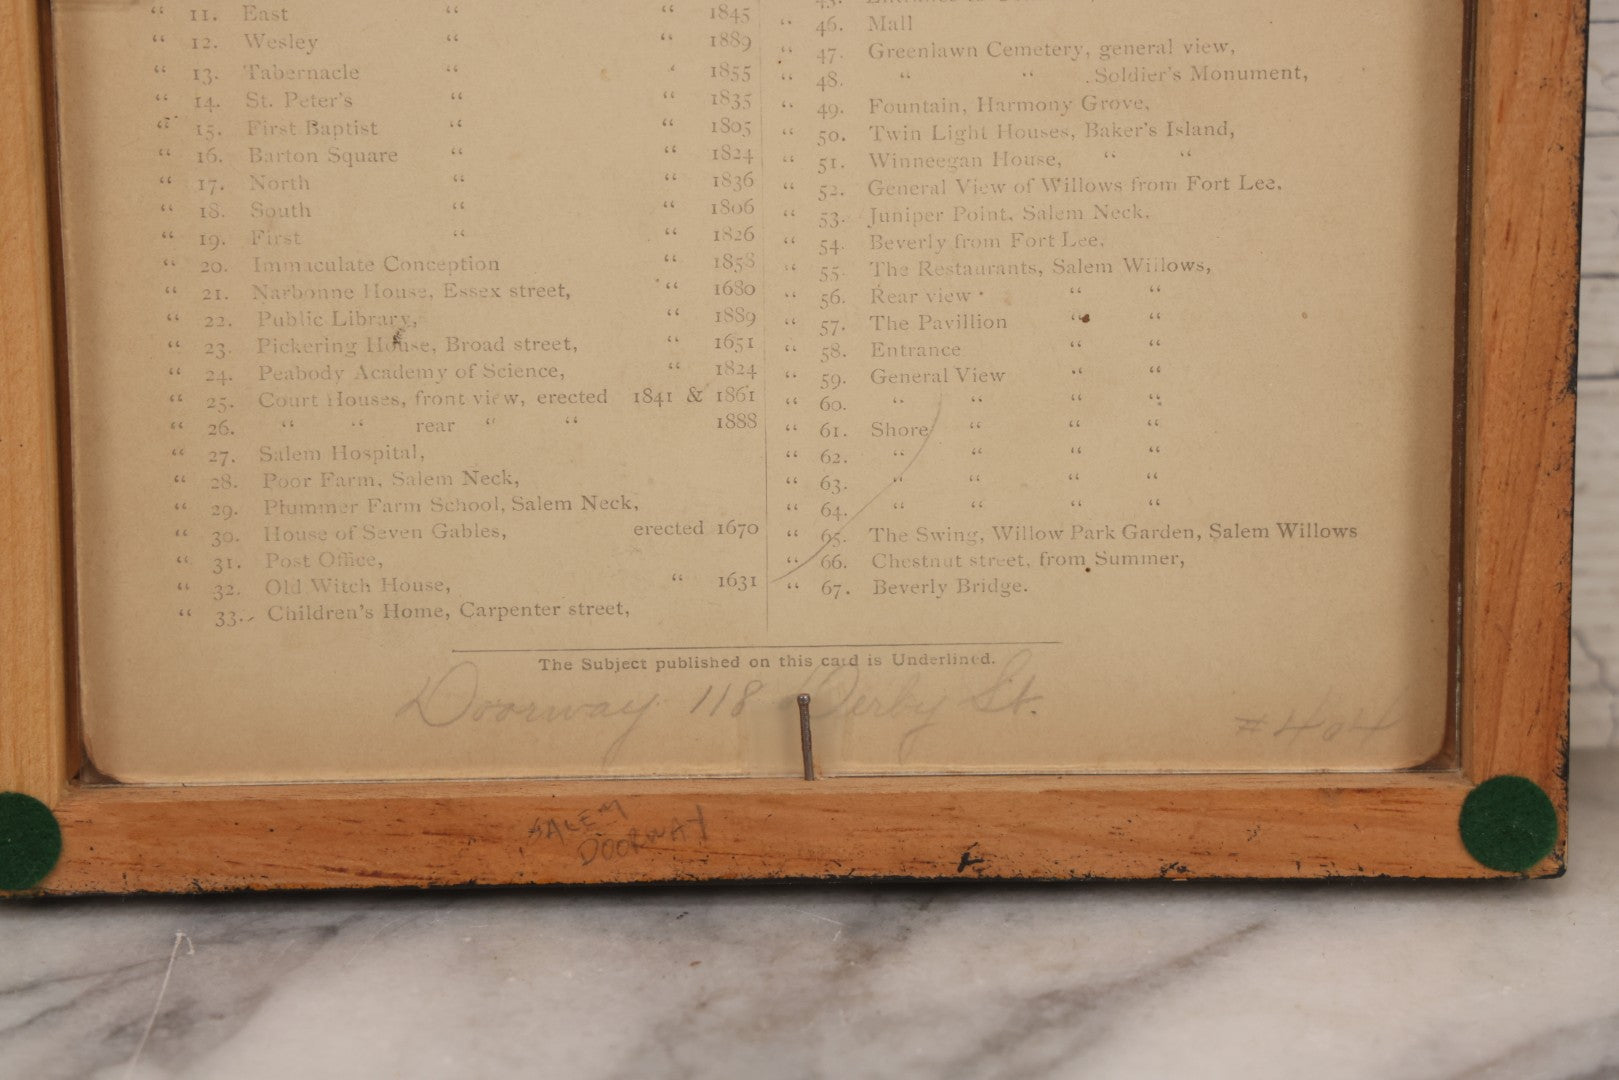 “ 11. East “ “ 1845
“ 12. Wesley “ “ 1889
“ 13. Tabernacle “ ‘ 1855
“ 14. St. Peter's “ “ 1835
“ 15. First Baptist “ “ 1805
“ 16. Barton Square “ “ 1824
“ 17. North “ “ 1836
“ 18. South “ “ 1806
“ 19. First “ “ 1826
“ 20. Immaculate Conception “ 1858
“ 21. Narbonne House, Essex street, “ 1680
“ 22. Public Library, “ 1889
“ 23. Pickering House, Broad street, “ 1651
“ 24. Peabody Academy of Science, “ 1824
“ 25. Court Houses, front view, erected 1841 & 1861
“ 26. “ “ rear “ “ 1888
“ 27. Salem Hospital,
“ 28. Poor Farm, Salem Neck,
“ 29. Plummer Farm School, Salem Neck,
“ 30. House of Seven Gables, erected 1670
“ 31. Post Office,
“ 32. Old Witch House, “ 1631
“ 33. Children's Home, Carpenter street,
“ 46. Mall
“ 47. Greenlawn Cemetery, general view,
“ 48. “ “ Soldier's Monument,
“ 49. Fountain, Harmony Grove,
“ 50. Twin Light Houses, Baker's Island,
“ 51. Winneegan House, “ “
“ 52. General View of Willows from Fort Lee,
“ 53. Juniper Point, Salem Neck,
“ 54. Beverly from Fort Lee,
“ 55. The Restaurants, Salem Willows,
“ 56. Rear view “ “
“ 57. The Pavillion “ “
“ 58. Entrance “ “
“ 59. General View “ “
“ 60. “ “ “ “
“ 61. Shore “ “ “
“ 62. “ “ “ “
“ 63. “ “ “ “
“ 64. “ “ “ “
“ 65. The Swing, Willow Park Garden, Salem Willows
“ 66. Chestnut street, from Summer,
“ 67. Beverly Bridge.
The Subject published on this card is Underlined.
Doorway 118 Derby St.
#404
SALEM
DOORWAY